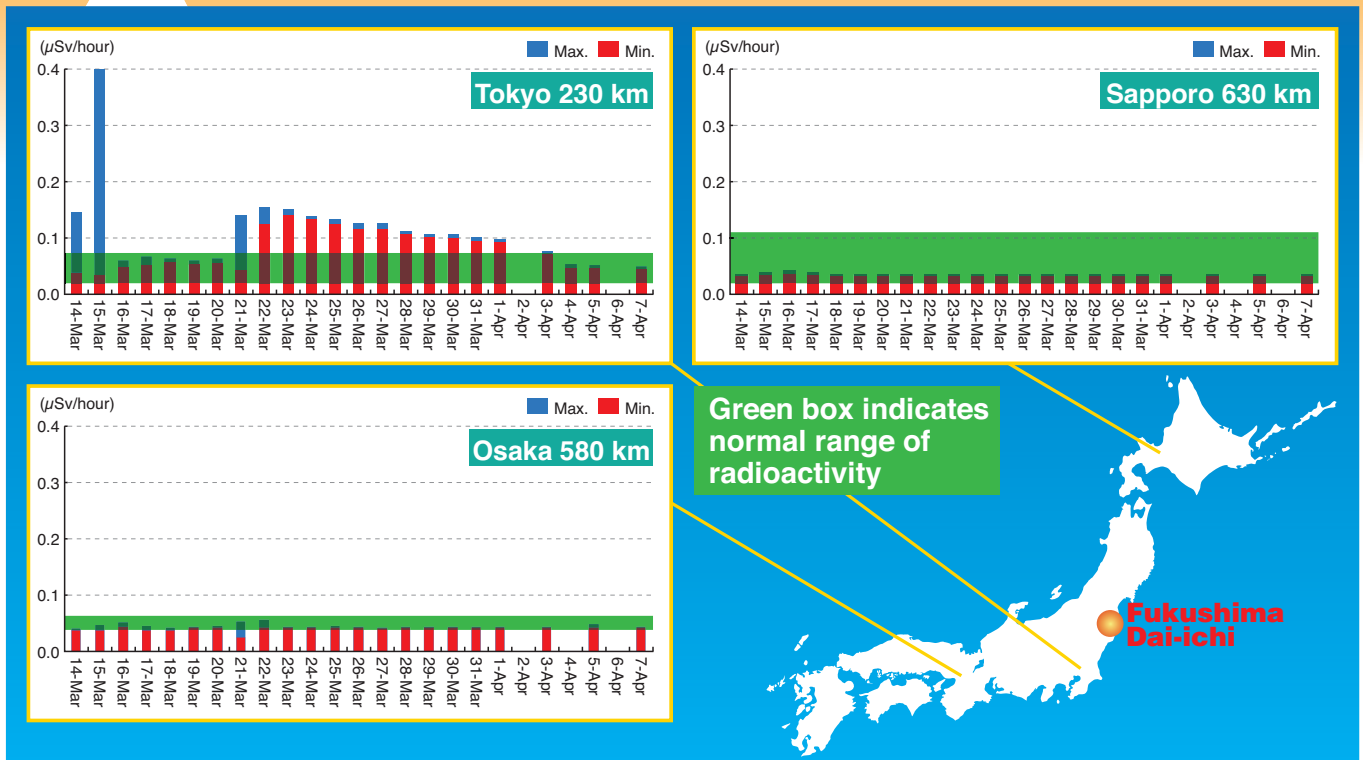 (µSv/hour)
Max. Min.
Tokyo 230 km
0.4
0.3
0.2
0.1
0.0
14-Mar
15-Mar
16-Mar
17-Mar
18-Mar
19-Mar
20-Mar
21-Mar
22-Mar
23-Mar
24-Mar
25-Mar
26-Mar
27-Mar
28-Mar
29-Mar
30-Mar
31-Mar
1-Apr
2-Apr
3-Apr
4-Apr
5-Apr
6-Apr
7-Apr
(µSv/hour)
Max. Min.
Sapporo 630 km
0.4
0.3
0.2
0.1
0.0
14-Mar
15-Mar
16-Mar
17-Mar
18-Mar
19-Mar
20-Mar
21-Mar
22-Mar
23-Mar
24-Mar
25-Mar
26-Mar
27-Mar
28-Mar
29-Mar
30-Mar
31-Mar
1-Apr
2-Apr
3-Apr
4-Apr
5-Apr
6-Apr
7-Apr
(µSv/hour)
Max. Min.
Osaka 580 km
0.4
0.3
0.2
0.1
0.0
14-Mar
15-Mar
16-Mar
17-Mar
18-Mar
19-Mar
20-Mar
21-Mar
22-Mar
23-Mar
24-Mar
25-Mar
26-Mar
27-Mar
28-Mar
29-Mar
30-Mar
31-Mar
1-Apr
2-Apr
3-Apr
4-Apr
5-Apr
6-Apr
7-Apr
Green box indicates
normal range of
radioactivity
Fukushima
Dai-ichi